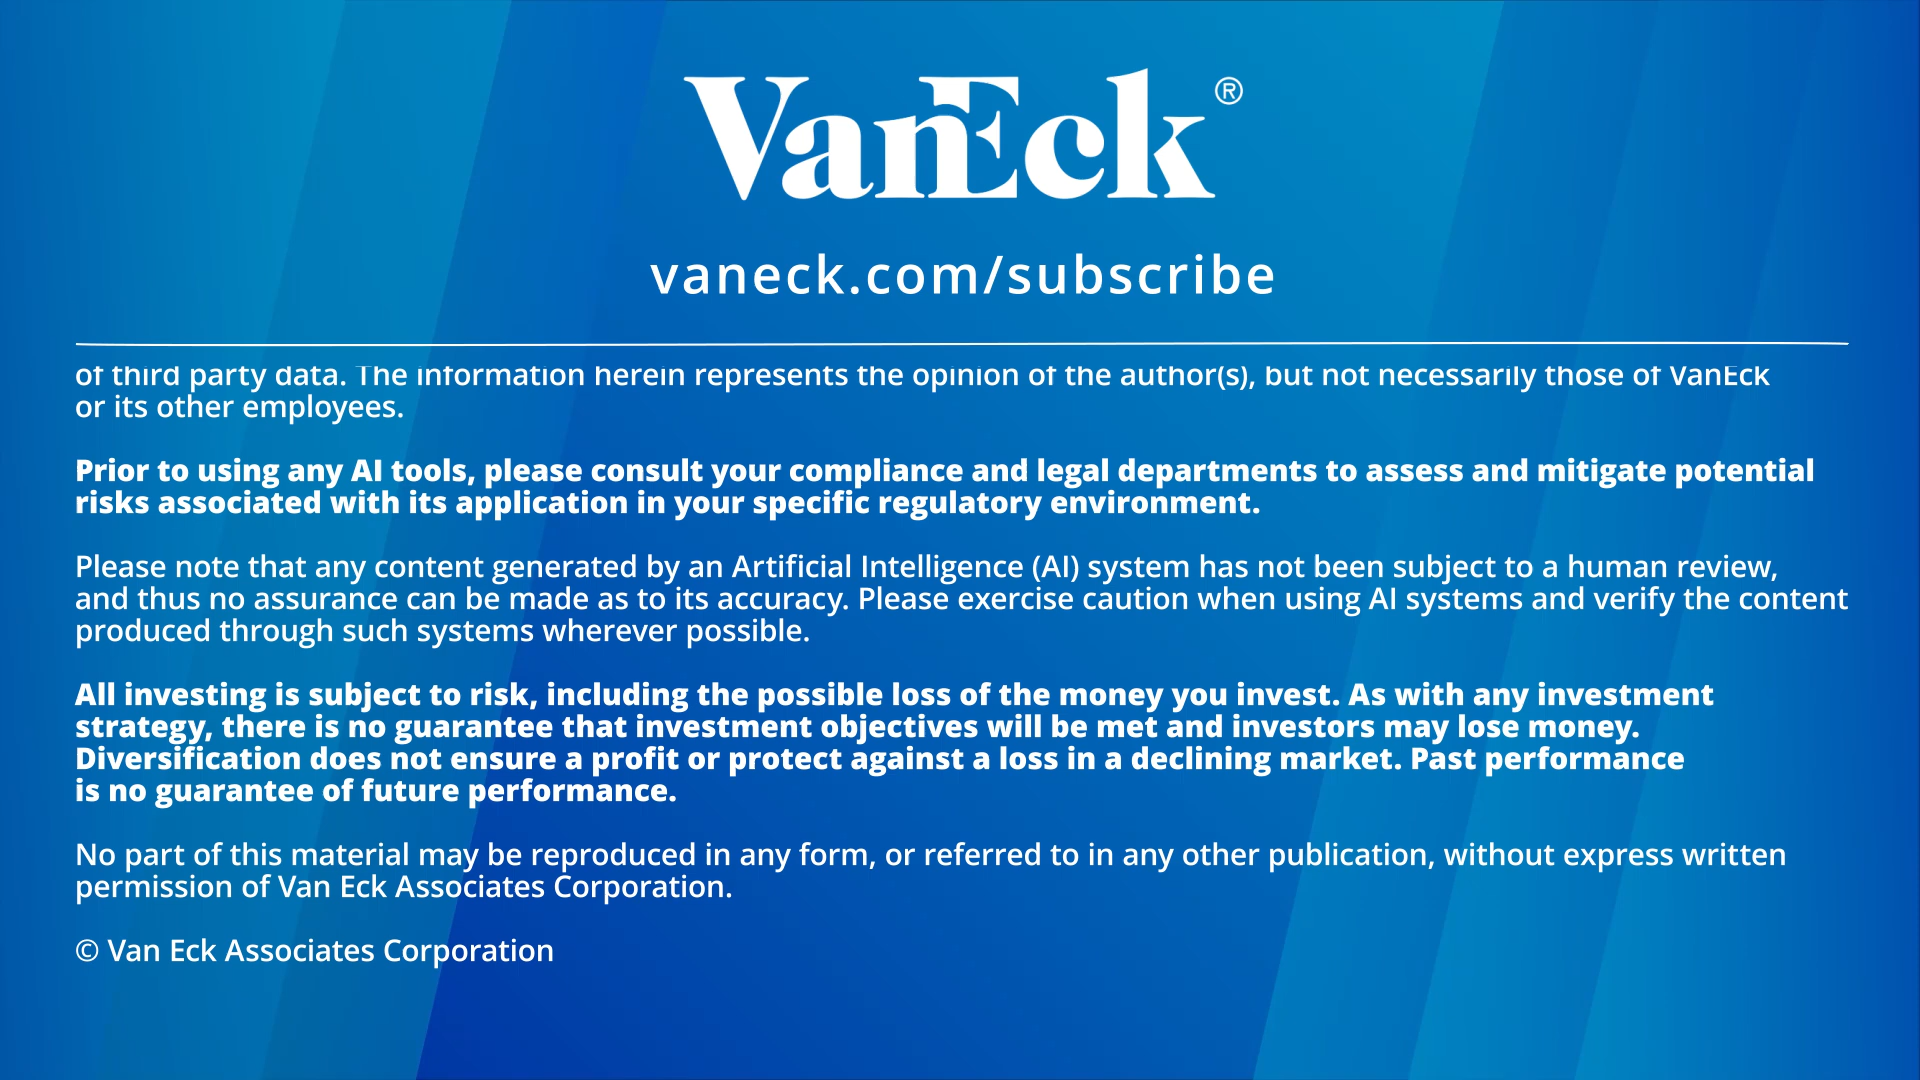 VanEck®
vaneck.com/subscribe
of third party data. The information herein represents the opinion of the author(s), but not necessarily those of VanEck
or its other employees.
Prior to using any AI tools, please consult your compliance and legal departments to assess and mitigate potential
risks associated with its application in your specific regulatory environment.
Please note that any content generated by an Artificial Intelligence (AI) system has not been subject to a human review,
and thus no assurance can be made as to its accuracy. Please exercise caution when using AI systems and verify the content
produced through such systems wherever possible.
All investing is subject to risk, including the possible loss of the money you invest. As with any investment
strategy, there is no guarantee that investment objectives will be met and investors may lose money.
Diversification does not ensure a profit or protect against a loss in a declining market. Past performance
is no guarantee of future performance.
No part of this material may be reproduced in any form, or referred to in any other publication, without express written
permission of Van Eck Associates Corporation.
© Van Eck Associates Corporation